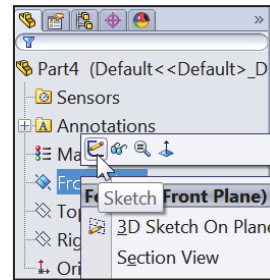 »
Part4 (Default<<Default>_D
Sensors
Annotations
Ma
Fro
Sketch
Front Plane)
To
3D Sketch On Plane
Rig
Section View
Ori